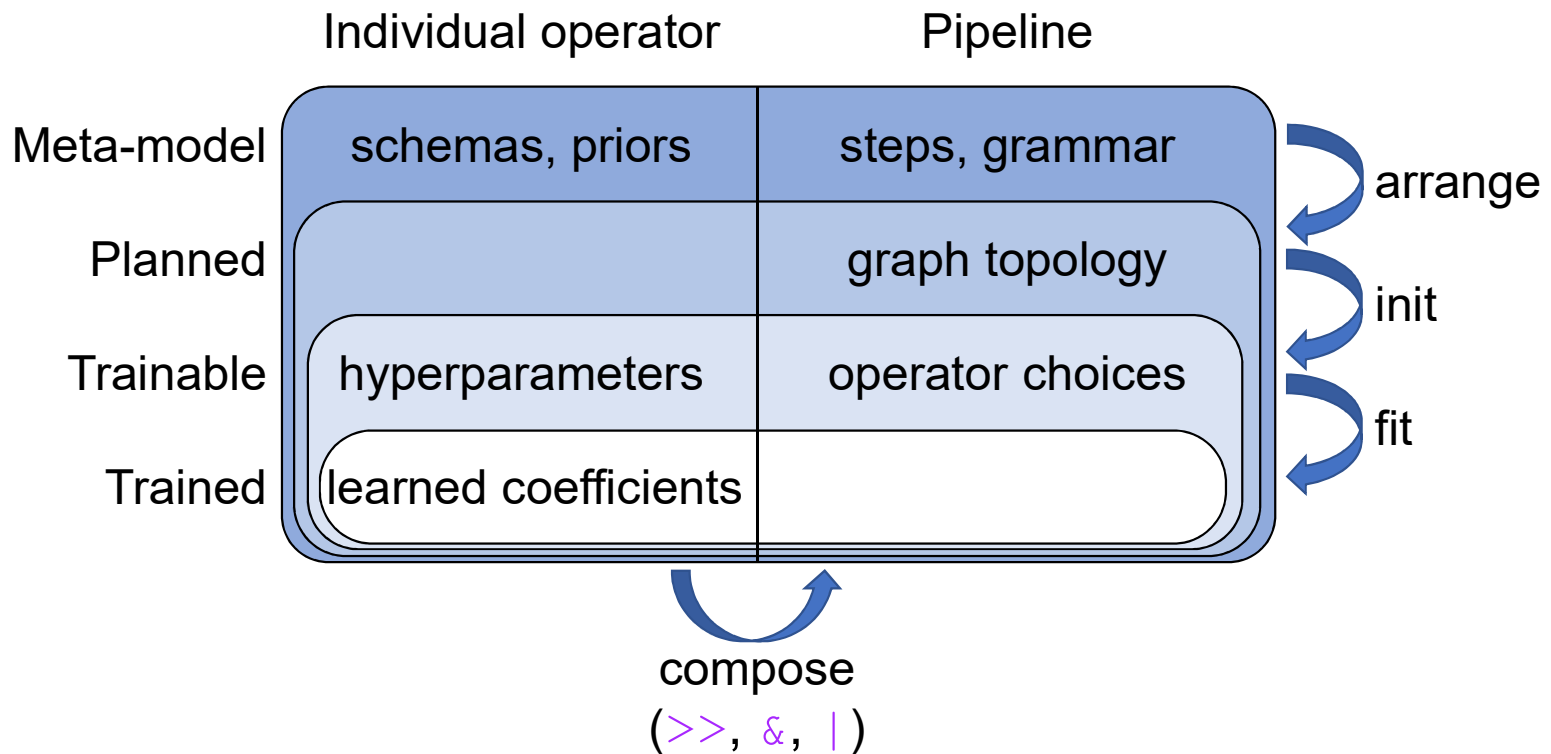 Individual operator Pipeline
Meta-model schemas, priors steps, grammar
arrange
Planned graph topology
init
Trainable hyperparameters operator choices
fit
Trained learned coefficients
compose
(>>, &, |)